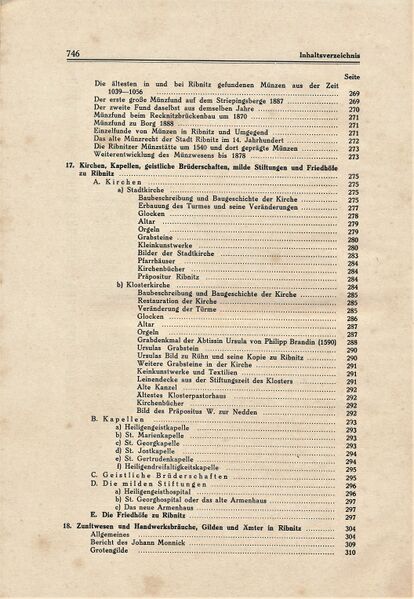 746 Inhaltsverzeichnis
Seite
Die ältesten in und bei Ribnitz gefundenen Münzen aus der Zeit
1039—1056 269
Der erste große Münzfund auf dem Striepingsberge 1887 269
Der zweite Fund daselbst aus demselben Jahre 270
Münzfund beim Recknitzbrückenbau um 1870 271
Münzfund zu Borg 1888 271
Einzelfunde von Münzen in Ribnitz und Umgegend 271
Das alte Münzrecht der Stadt Ribnitz im 14. Jahrhundert 272
Die Ribnitzer Münzstätte um 1540 und dort geprägte Münzen 273
Weiterentwicklung des Münzwesens bis 1878 273
17. Kirchen, Kapellen, geistliche Brüderschaften, milde Stiftungen und Friedhöfe
zu Ribnitz 275
A. Kirchen 275
a) Stadtkirche 275
Baubeschreibung und Baugeschichte der Kirche 275
Erbauung des Turmes und seine Veränderungen 277
Glocken 278
Altar 279
Orgeln 279
Grabsteine 280
Kleinkunstwerke 280
Bilder der Stadtkirche 283
Pfarrhäuser 284
Kirchenbücher 284
Präpositur Ribnitz 284
b) Klosterkirche 284
Baubeschreibung und Baugeschichte der Kirche 285
Restauration der Kirche 285
Veränderung der Türme 285
Glocken 286
Altar 287
Orgeln 287
Grabdenkmal der Äbtissin Ursula von Philipp Brandin (1590) 288
Ursulas Grabstein 290
Ursulas Bild zu Rühn und seine Kopie zu Ribnitz 290
Weitere Grabsteine in der Kirche 291
Keinkunstwerke und Textilien 291
Leinendecke aus der Stiftungszeit des Klosters 291
Alte Kanzel 292
Ältestes Klosterpastorhaus 292
Kirchenbücher 292
Bild des Präpositus W. zur Nedden 292
B. Kapellen 273
a) Heiligengeistkapelle 293
b) St. Marienkapelle 293
c) St. Georgkapelle 294
d) St. Jostkapelle 294
e) St. Gertrudenkapelle 294
f) Heiligendreifaltigkeitskapelle 295
C. Geistliche Brüderschaften 295
D. Die milden Stiftungen 296
a) Heiligengeisthospital 296
b) St. Georghospital oder das alte Armenhaus 296
c) Das neue Armenhaus 297
E. Die Friedhöfe zu Ribnitz 297
18. Zunftwesen und Handwerksbräuche, Gilden und Ämter in Ribnitz 304
Allgemeines 304
Bericht des Johann Monnick 309
Grotengilde 310